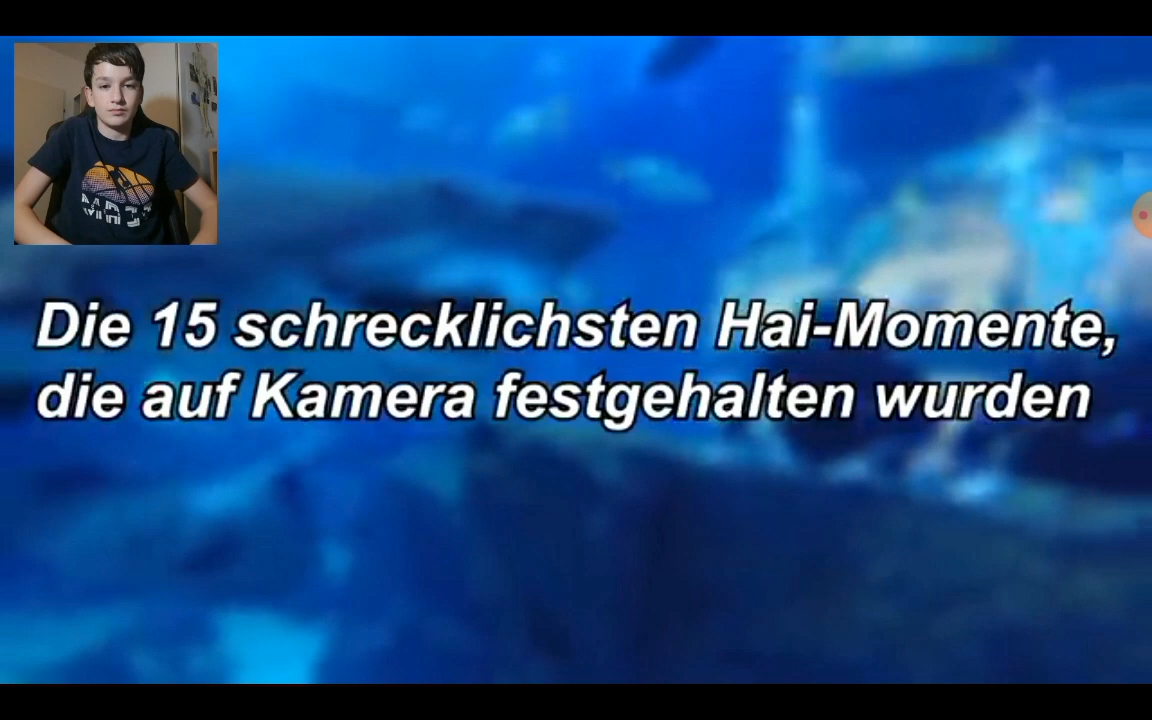 Die 15 schrecklichsten Hai-Momente,
die auf Kamera festgehalten wurden